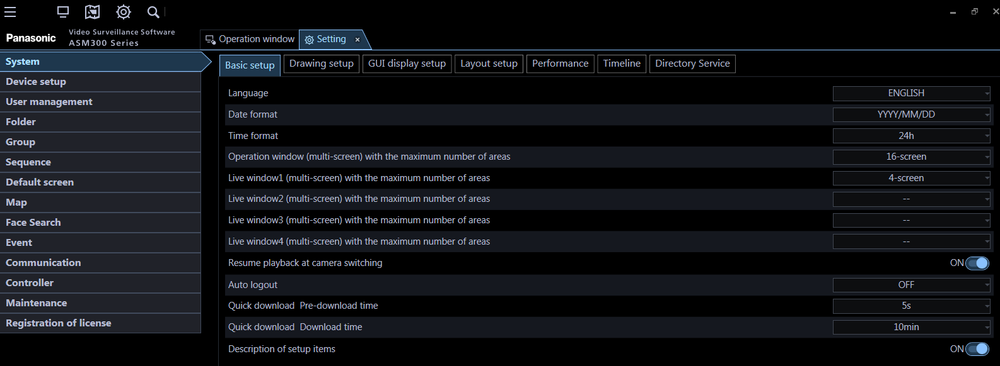 Panasonic
Video Surveillance Software
ASM300 Series
Operation window
Setting
System
Device setup
User management
Folder
Group
Sequence
Default screen
Map
Face Search
Event
Communication
Controller
Maintenance
Registration of license
Basic setup Drawing setup GUI display setup Layout setup Performance Timeline Directory Service
Language ENGLISH
Date format YYYY/MM/DD
Time format 24h
Operation window (multi-screen) with the maximum number of areas 16-screen
Live window1 (multi-screen) with the maximum number of areas 4-screen
Live window2 (multi-screen) with the maximum number of areas --
Live window3 (multi-screen) with the maximum number of areas --
Live window4 (multi-screen) with the maximum number of areas --
Resume playback at camera switching ON
Auto logout OFF
Quick download Pre-download time 5s
Quick download Download time 10min
Description of setup items ON